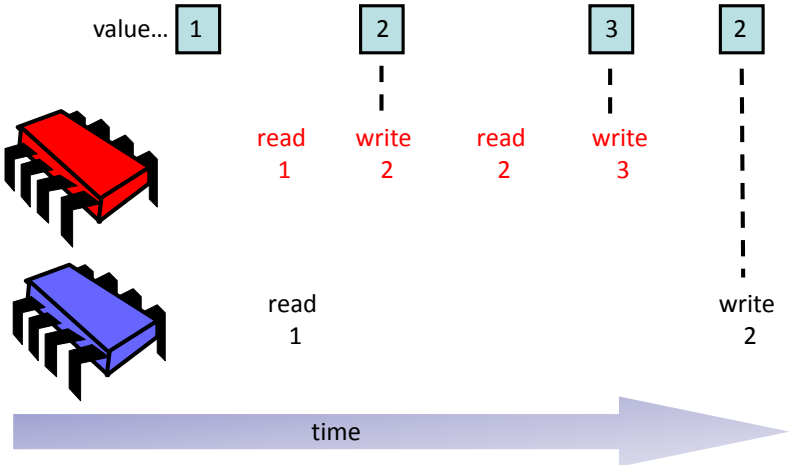 value... 1 2 3 2
read write read write
1 2 2 3
read write
1 2
time